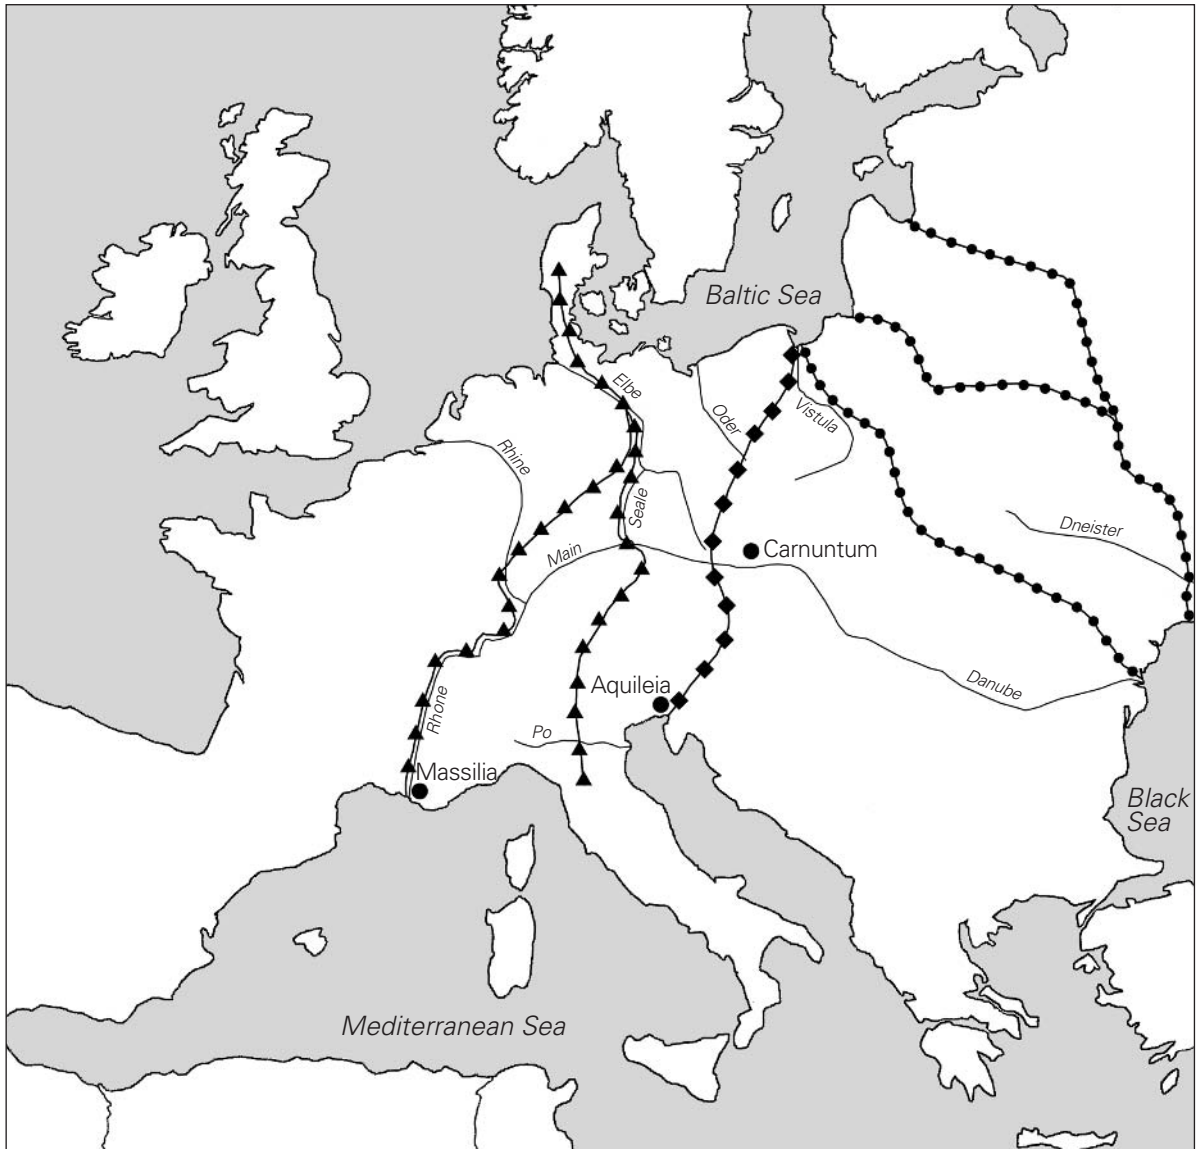 Baltic Sea
Elbe
Oder
Vistula
Rhine
Seale
Dneister
Main
Carnuntum
Danube
Aquileia
Rhone
Po
Massilia
Black
Sea
Mediterranean Sea